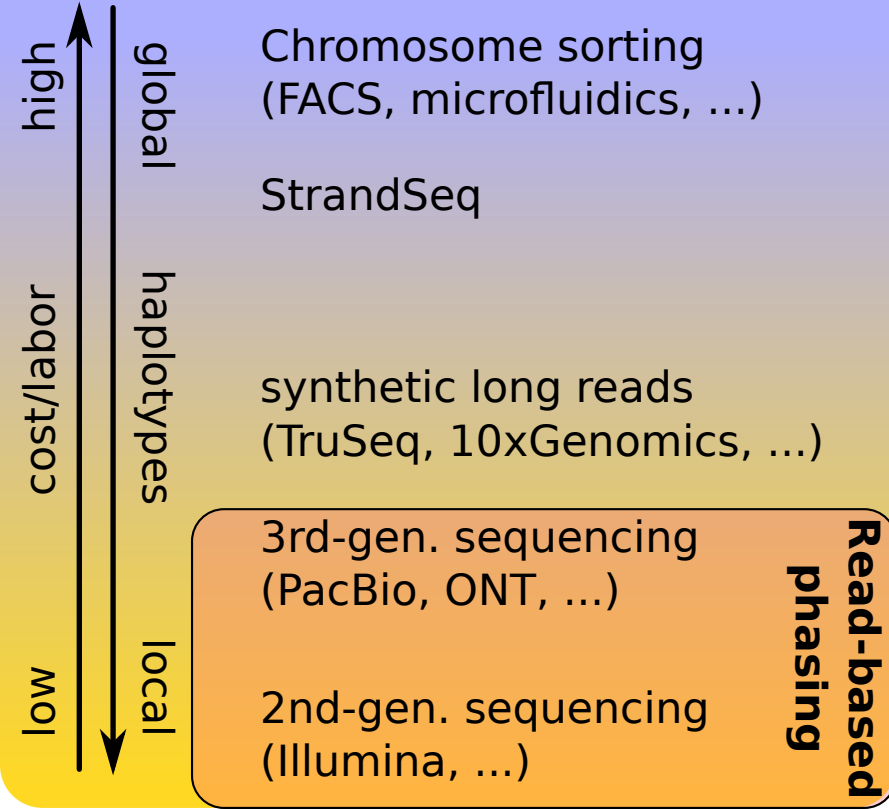 high
cost/labor
low
global
haplotypes
local
Chromosome sorting
(FACS, microfluidics, ...)
StrandSeq
synthetic long reads
(TruSeq, 10xGenomics, ...)
3rd-gen. sequencing
(PacBio, ONT, ...)
2nd-gen. sequencing
(Illumina, ...)
Read-based
phasing